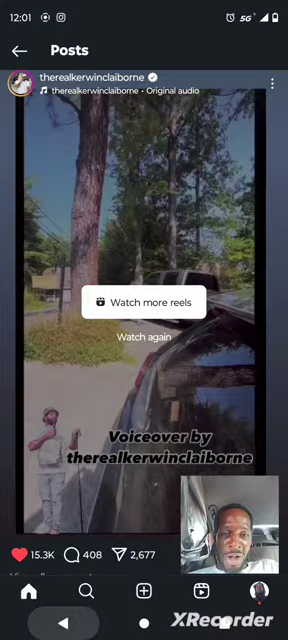 12:01
5G
Posts
therealkerwinclaiborne
therealkerwinclaiborne • Original audio
Watch more reels
Watch again
Voiceover by
therealkerwinclaiborne
15.3K 408 2,677
XRecorder